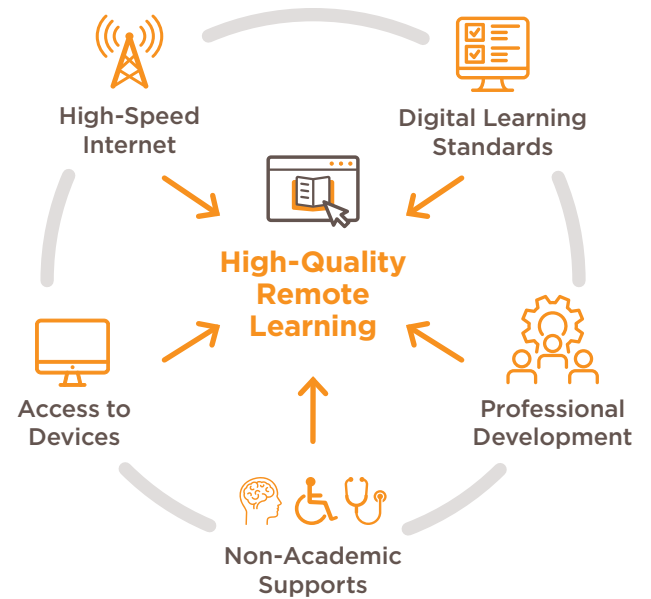 High-Speed
Internet
Digital Learning
Standards
High-Quality
Remote
Learning
Access to
Devices
Professional
Development
Non-Academic
Supports